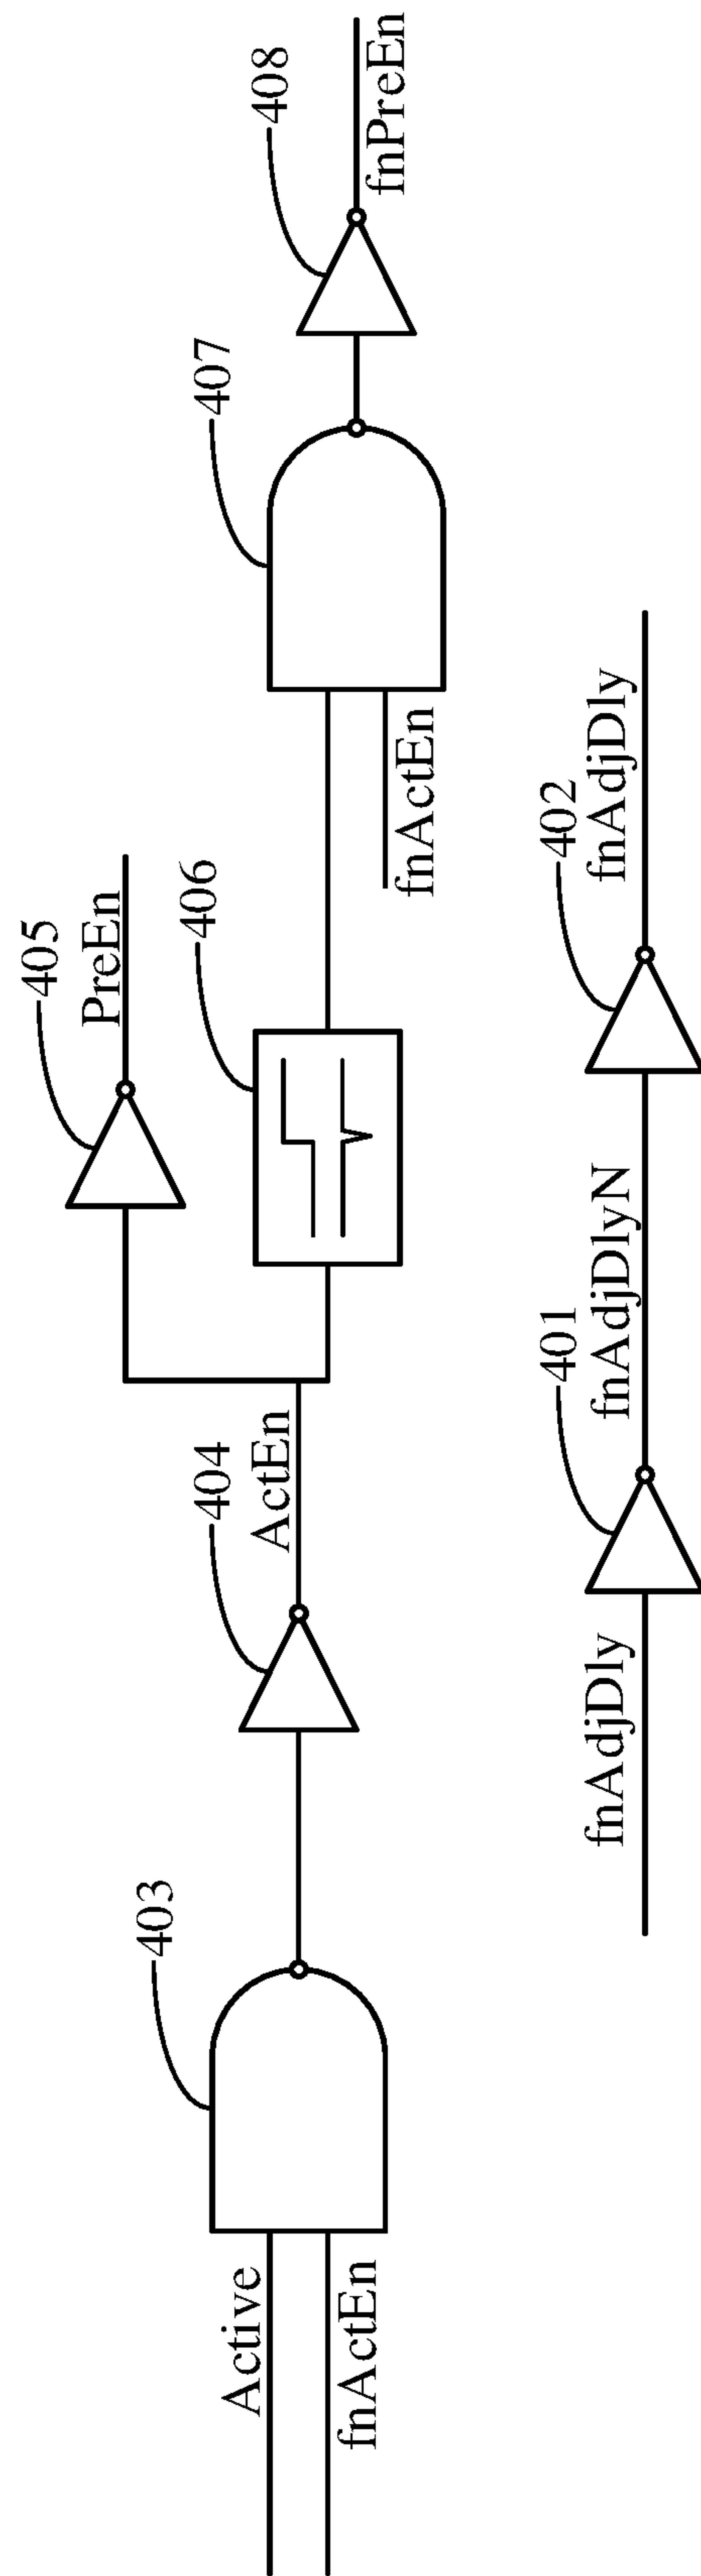 403
Active
fnActEn
404
ActEn
405
PreEn
406
407
fnActEn
408
fnPreEn
fnAdjDly
401
fnAdjDlyN
402
fnAdjDly